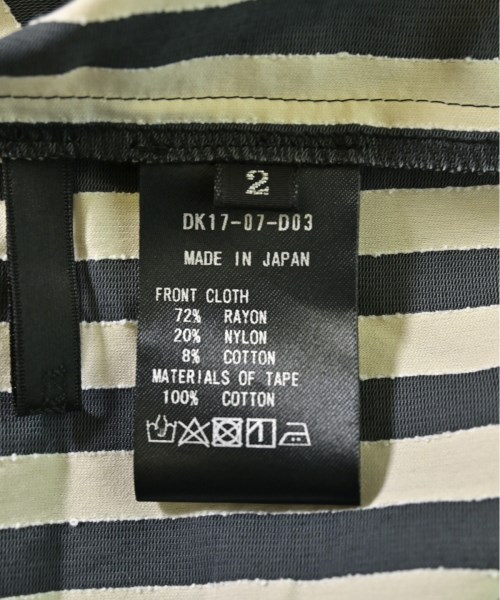 2
DK17-07-D03
MADE IN JAPAN
FRONT CLOTH
72% RAYON
20% NYLON
8% COTTON
MATERIALS OF TAPE
100% COTTON